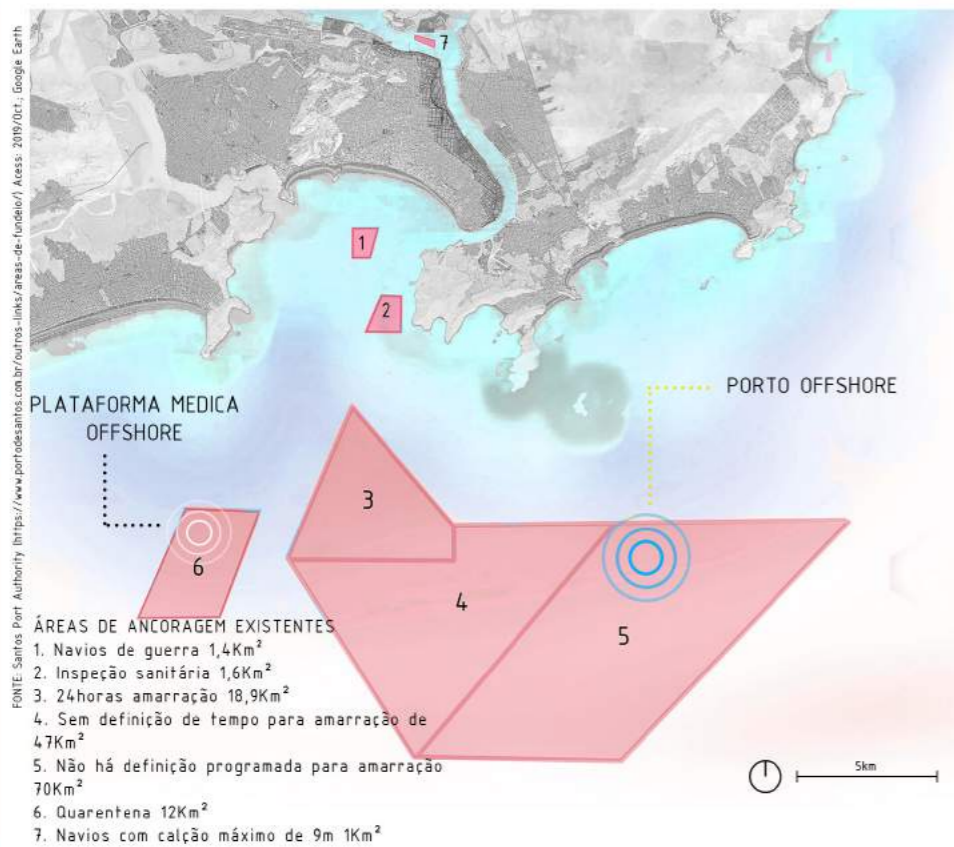 FONTE: Santos Port Authority (https://www.portodesantos.com.br/outros-links/areas-de-fundeio/) Acess: 2019/Oct.; Google Earth
7
1
2
PLATAFORMA MEDICA
OFFSHORE
PORTO OFFSHORE
3
6
4
5
ÁREAS DE ANCORAGEM EXISTENTES
1. Navios de guerra 1,4Km²
2. Inspeção sanitária 1,6Km²
3. 24horas amarração 18,9Km²
4. Sem definição de tempo para amarração de
47Km²
5. Não há definição programada para amarração
70Km²
6. Quarentena 12Km²
7. Navios com calção máximo de 9m 1Km²
5km